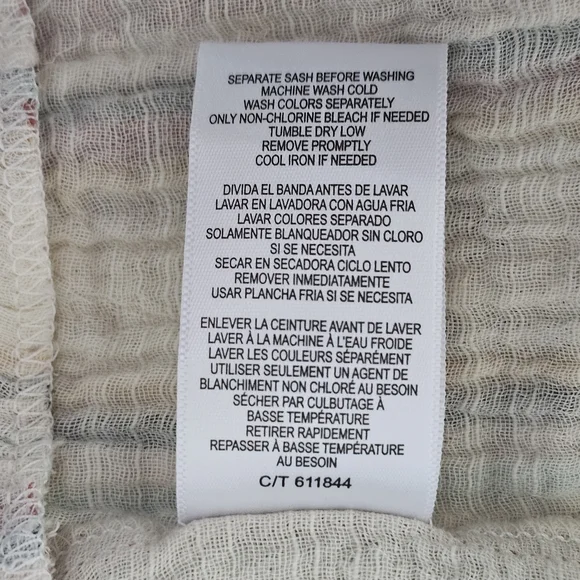 SEPARATE SASH BEFORE WASHING
MACHINE WASH COLD
WASH COLORS SEPARATELY
ONLY NON-CHLORINE BLEACH IF NEEDED
TUMBLE DRY LOW
REMOVE PROMPTLY
COOL IRON IF NEEDED
DIVIDA EL BANDA ANTES DE LAVAR
LAVAR EN LAVADORA CON AGUA FRIA
LAVAR COLORES SEPARADO
SOLAMENTE BLANQUEADOR SIN CLORO
SI SE NECESITA
SECAR EN SECADORA CICLO LENTO
REMOVER INMEDIATAMENTE
USAR PLANCHA FRIA SI SE NECESITA
ENLEVER LA CEINTURE AVANT DE LAVER
LAVER À LA MACHINE À L'EAU FROIDE
LAVER LES COULEURS SÉPARÉMENT
UTILISER SEULEMENT UN AGENT DE
BLANCHIMENT NON CHLORÉ AU BESOIN
SÉCHER PAR CULBUTAGE À
BASSE TEMPÉRATURE
RETIRER RAPIDEMENT
REPASSER À BASSE TEMPÉRATURE
AU BESOIN
C/T 611844